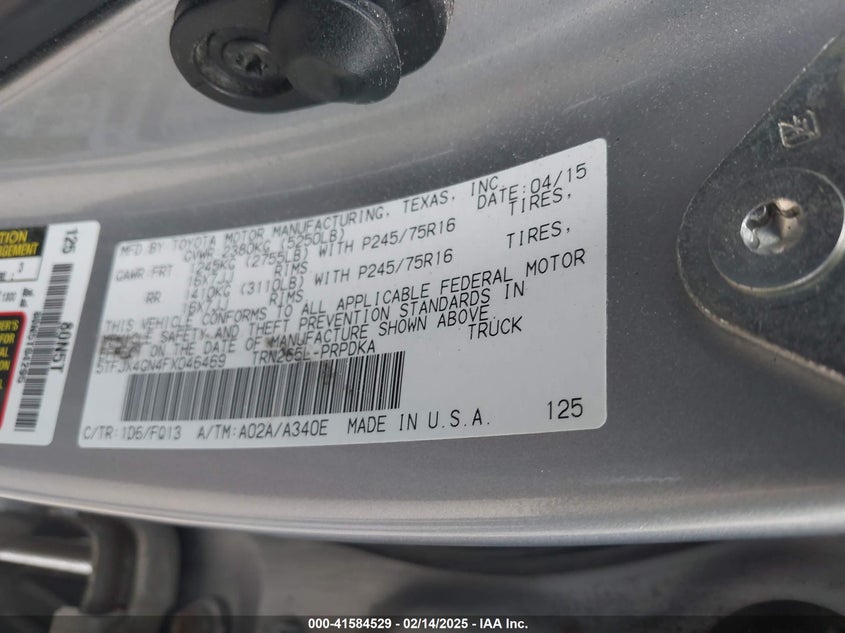 MFD BY TOYOTA MOTOR MANUFACTURING, TEXAS, INC. DATE: 04/15
GVWR 2380KG (5250LB)
GAWR:FRT 1245KG (2755LB) WITH P245/75R16 TIRES,
16X7J RIMS
RR 1410KG (3110LB) WITH P245/75R16 TIRES,
16X7J RIMS
THIS VEHICLE CONFORMS TO ALL APPLICABLE FEDERAL MOTOR
VEHICLE SAFETY AND THEFT PREVENTION STANDARDS IN
EFFECT ON THE DATE OF MANUFACTURE SHOWN ABOVE.
5TFJX4GN4FX046469 TRN266L-PRPDKA TRUCK
C/TR:1D6/FQ13 A/TM:A02A/A340E MADE IN U.S.A. 125
125
80W5T
000-41584529 • 02/14/2025 • IAA Inc.